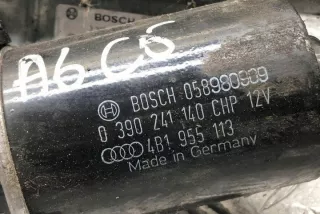 BOSCH
A6 C5
BOSCH 058980909
0 390 241 140 CHP 12V
4B1 955 113
Made in Germany